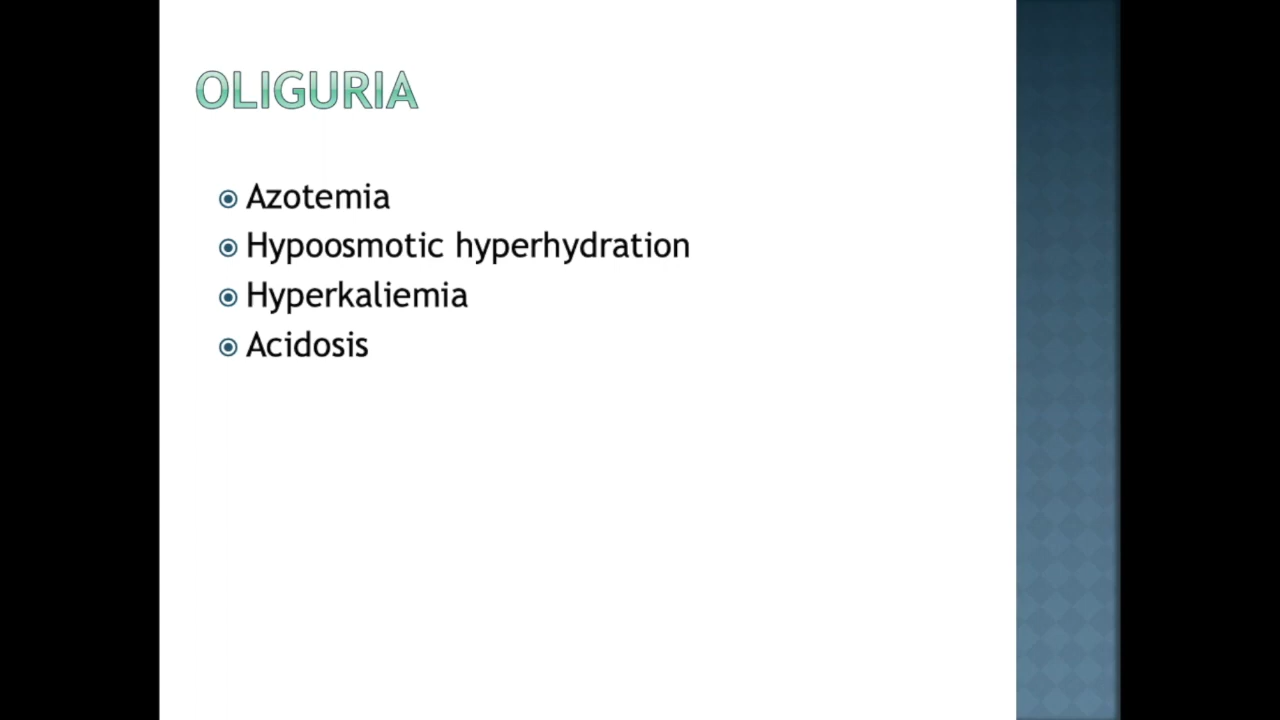 OLIGURIA
Azotemia
Hypoosmotic hyperhydration
Hyperkaliemia
Acidosis